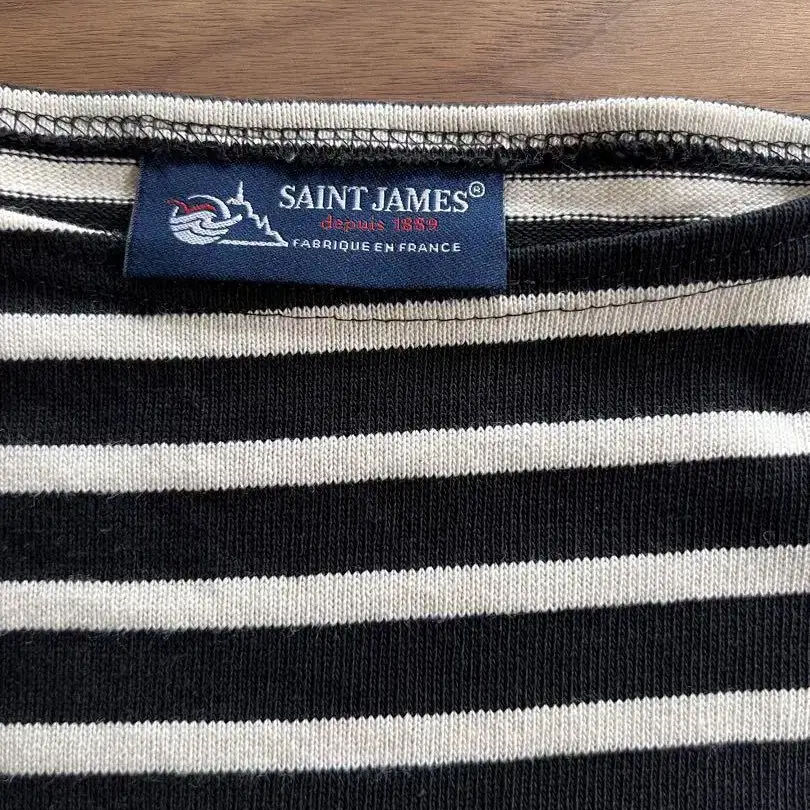 SAINT JAMES®
depuis 1889
FABRIQUE EN FRANCE